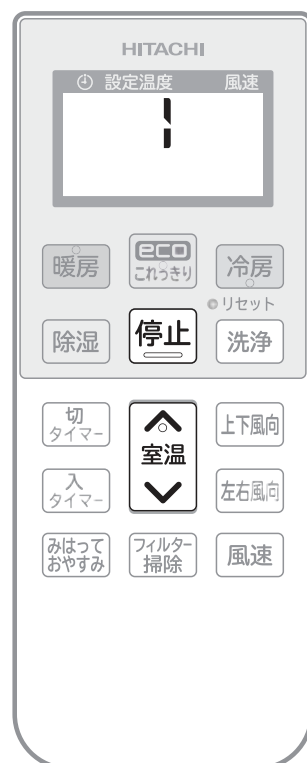 HITACHI
設定温度 風速
1
eco
暖房 これっきり 冷房
リセット
除湿 停止 洗浄
切タイマー 室温 上下風向
入タイマー 左右風向
みはっておやすみ フィルター掃除 風速